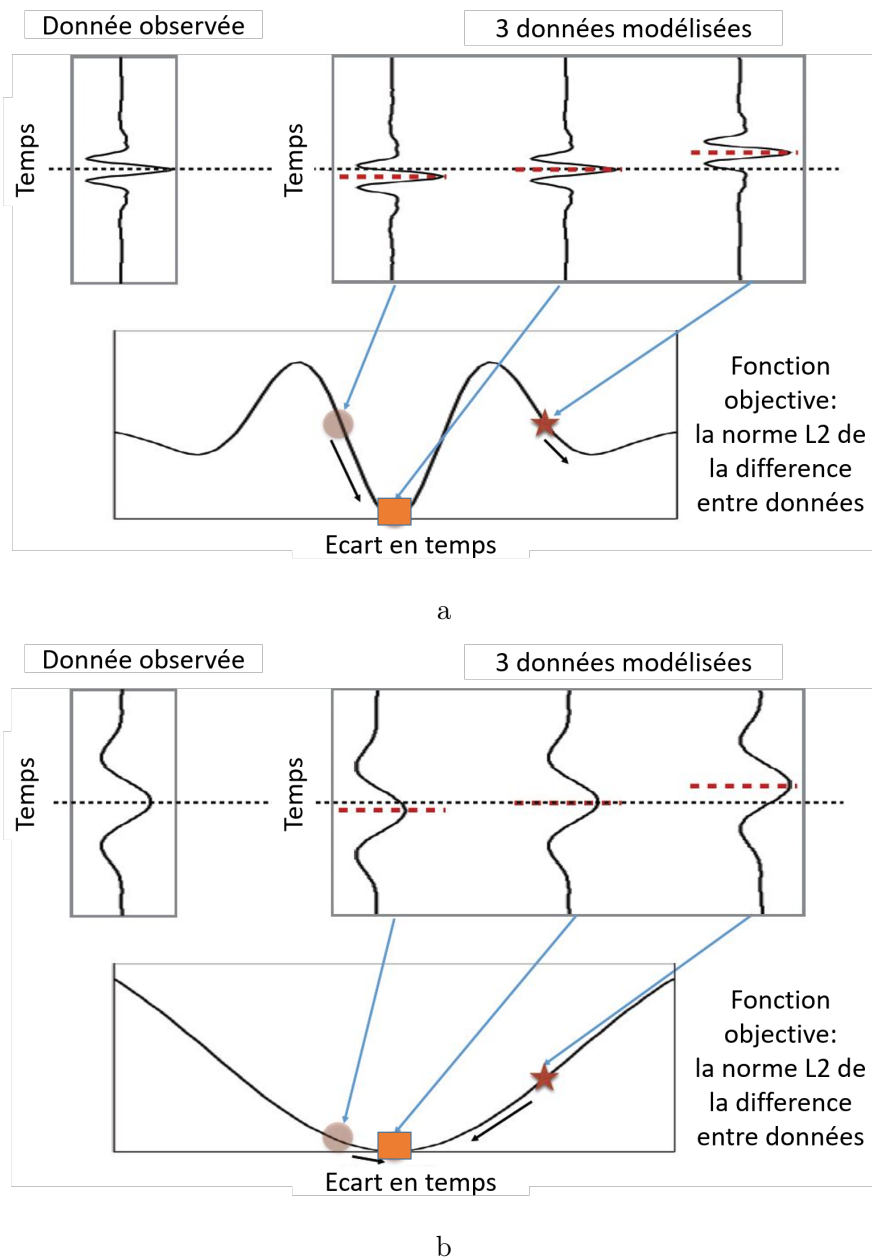 Donnée observée
3 données modélisées
Temps
Temps
Fonction
objective:
la norme L2 de
la difference
entre données
Ecart en temps
a
Donnée observée
3 données modélisées
Temps
Temps
Fonction
objective:
la norme L2 de
la difference
entre données
Ecart en temps
b